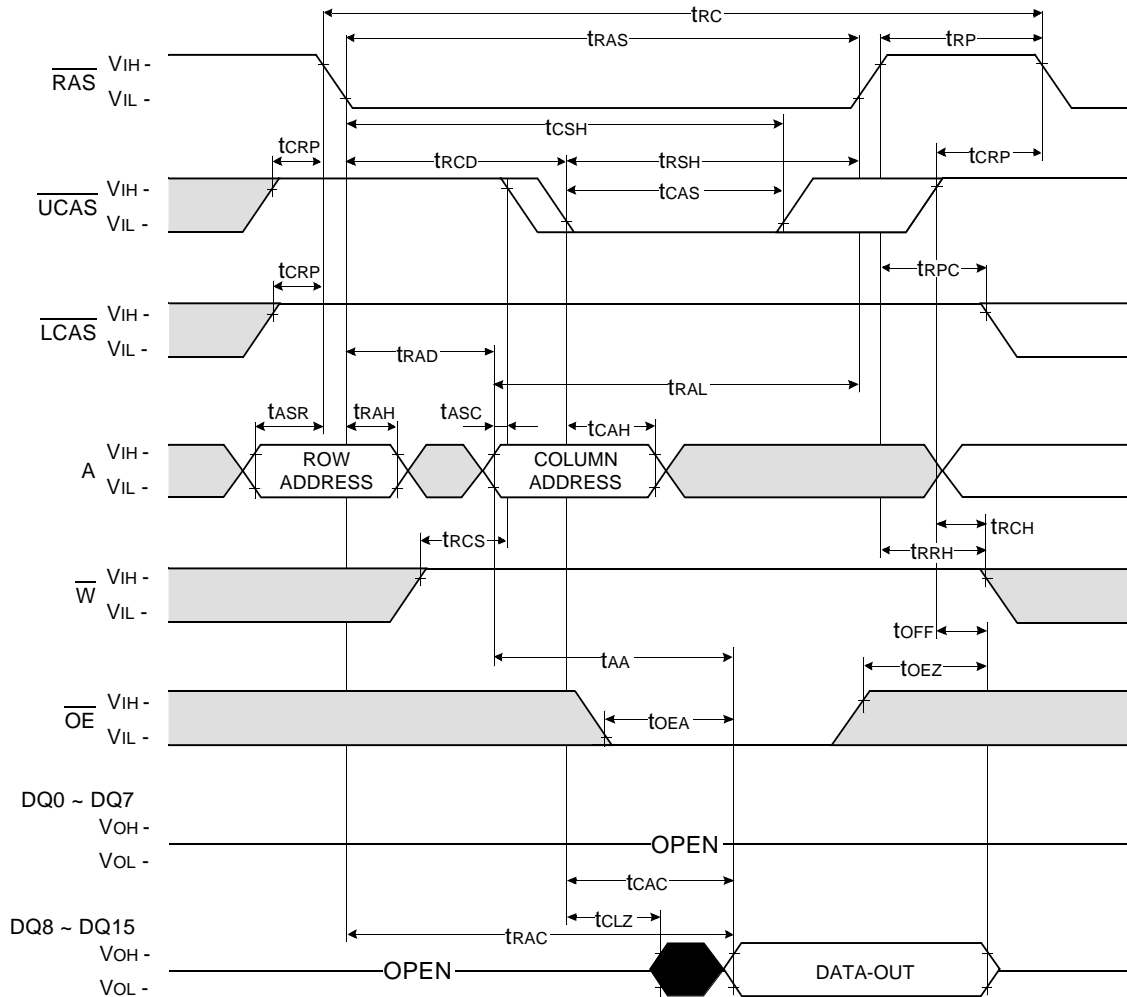 tRC
tRAS
tRP
RAS
VIH -
VIL -
tCSH
tCRP
tRCD
tRSH
tCRP
UCAS
VIH -
VIL -
tCAS
tCRP
tRPC
LCAS
VIH -
VIL -
tRAD
tRAL
tASR
tRAH
tASC
tCAH
A
VIH -
VIL -
ROW
ADDRESS
COLUMN
ADDRESS
tRCS
tRCH
tRRH
W
VIH -
VIL -
tOFF
tAA
tOEZ
OE
VIH -
VIL -
tOEA
DQ0 ~ DQ7
VOH -
VOL -
OPEN
tCAC
tCLZ
DQ8 ~ DQ15
tRAC
VOH -
VOL -
OPEN
DATA-OUT